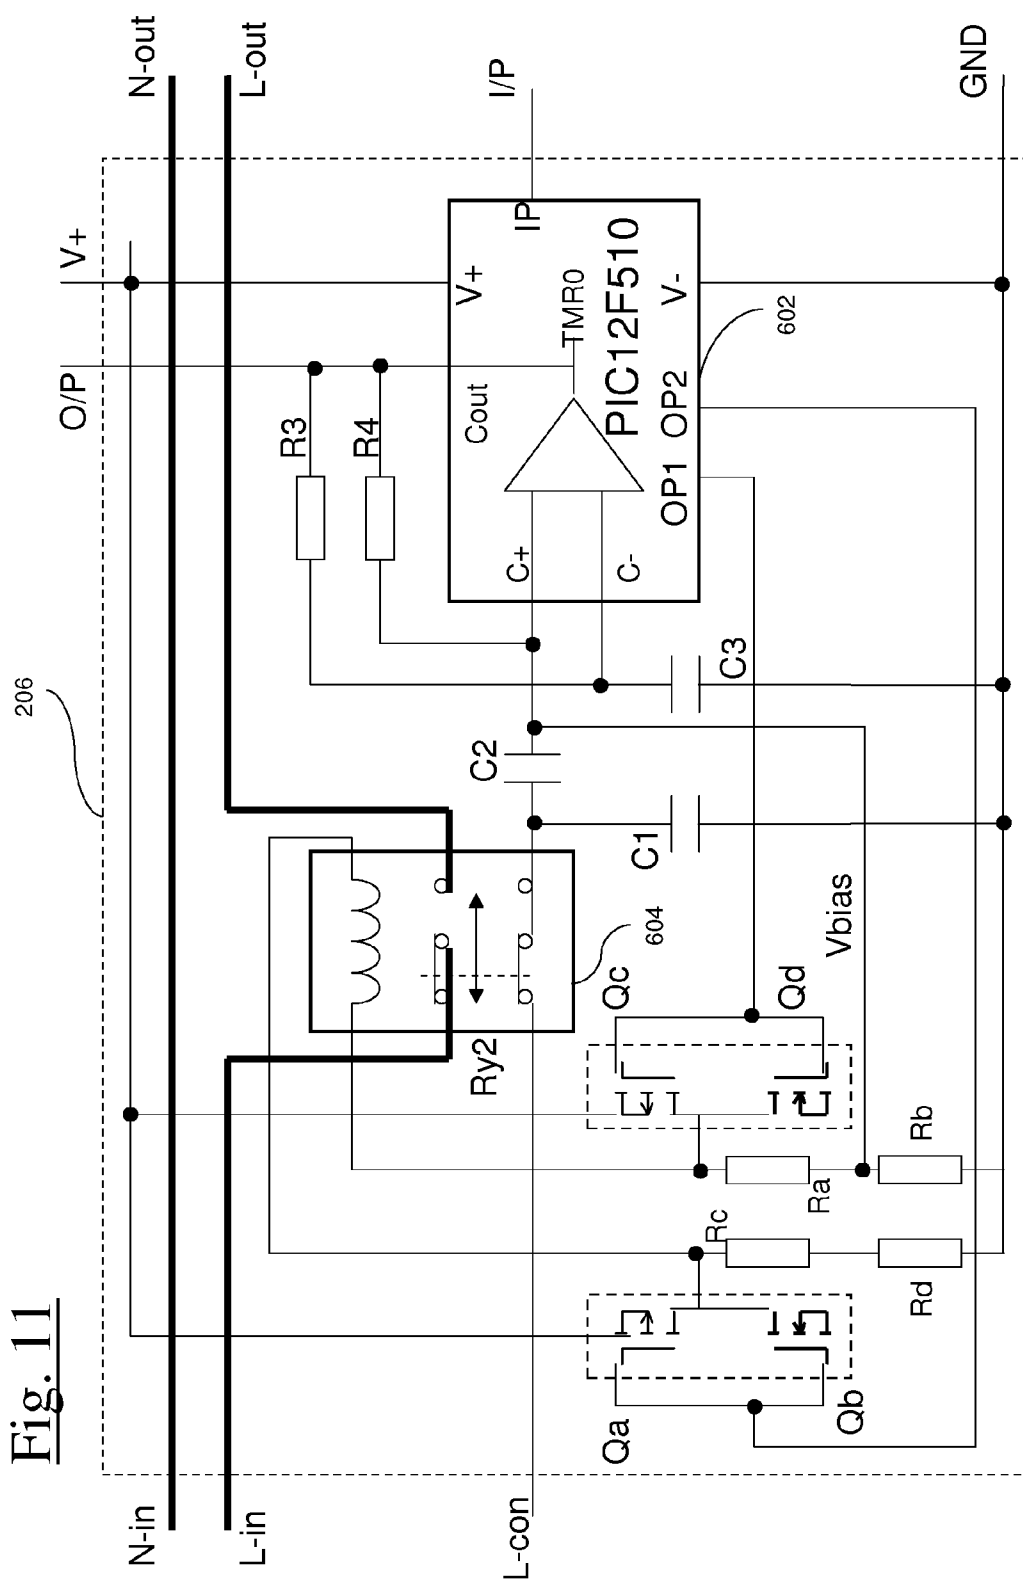 Fig. 11
206
N-in
N-out
L-in
L-out
L-con
O/P
V+
I/P
GND
R3
R4
Cout
V+
IP
TMR0
PIC12F510
C+
C-
OP1
OP2
V-
602
C2
C1
C3
Ry2
604
Vbias
Qc
Qd
Qa
Qb
Rc
Ra
Rb
Rd